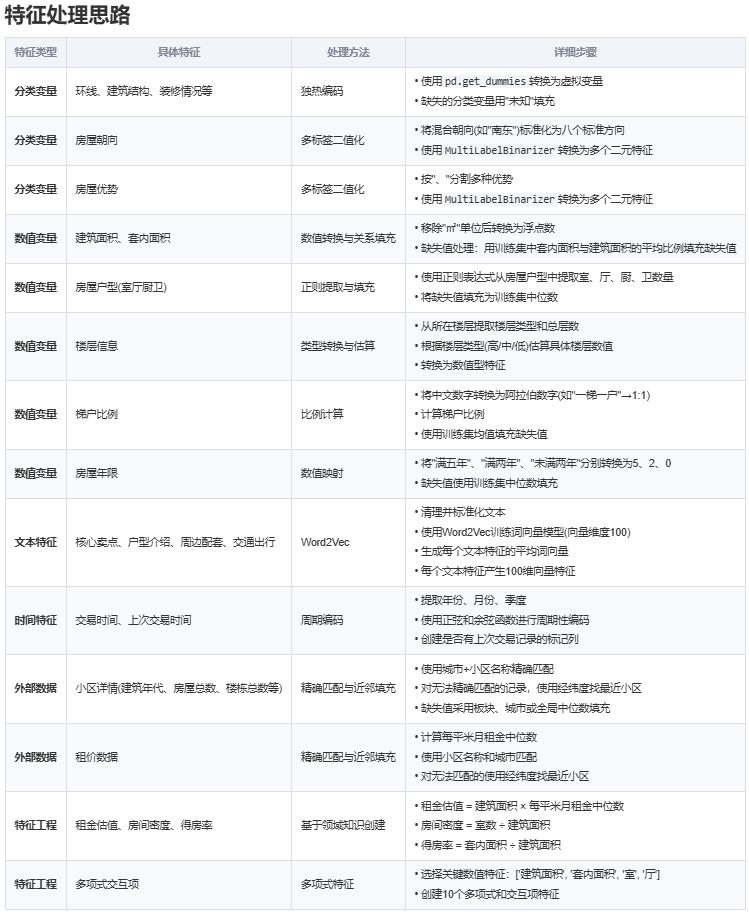 特征处理思路
特征类型 具体特征 处理方法 详细步骤
分类变量 环线、建筑结构、装修情况等 独热编码
• 使用 pd.get_dummies 转换为虚拟变量
• 缺失的分类变量用"未知"填充
分类变量 房屋朝向 多标签二值化
• 将混合朝向(如"南东")标准化为八个标准方向
• 使用 MultiLabelBinarizer 转换为多个二元特征
分类变量 房屋优势 多标签二值化
• 按"、"分割多种优势
• 使用 MultiLabelBinarizer 转换为多个二元特征
数值变量 建筑面积、套内面积 数值转换与关系填充
• 移除"㎡"单位后转换为浮点数
• 缺失值处理：用训练集中套内面积与建筑面积的平均比例填充缺失值
数值变量 房屋户型(室厅厨卫) 正则提取与填充
• 使用正则表达式从房屋户型中提取室、厅、厨、卫数量
• 将缺失值填充为训练集中位数
数值变量 楼层信息 类型转换与估算
• 从所在楼层提取楼层类型和总层数
• 根据楼层类型(高/中/低)估算具体楼层数值
• 转换为数值型特征
数值变量 梯户比例 比例计算
• 将中文数字转换为阿拉伯数字(如"一梯一户"→1:1)
• 计算梯户比例
• 使用训练集均值填充缺失值
数值变量 房屋年限 数值映射
• 将"满五年"、"满两年"、"未满两年"分别转换为5、2、0
• 缺失值使用训练集中位数填充
文本特征 核心卖点、户型介绍、周边配套、交通出行 Word2Vec
• 清理并标准化文本
• 使用Word2Vec训练词向量模型(向量维度100)
• 生成每个文本特征的平均词向量
• 每个文本特征产生100维向量特征
时间特征 交易时间、上次交易时间 周期编码
• 提取年份、月份、季度
• 使用正弦和余弦函数进行周期性编码
• 创建是否有上次交易记录的标记列
外部数据 小区详情(建筑年代、房屋总数、楼栋总数等) 精确匹配与近邻填充
• 使用城市+小区名称精确匹配
• 对无法精确匹配的记录，使用经纬度找最近小区
• 缺失值采用板块、城市或全局中位数填充
外部数据 租价数据 精确匹配与近邻填充
• 计算每平米月租金中位数
• 使用小区名称和城市匹配
• 对无法匹配的使用经纬度找最近小区
特征工程 租金估值、房间密度、得房率 基于领域知识创建
• 租金估值 = 建筑面积 × 每平米月租金中位数
• 房间密度 = 室数 ÷ 建筑面积
• 得房率 = 套内面积 ÷ 建筑面积
特征工程 多项式交互项 多项式特征
• 选择关键数值特征：['建筑面积', '套内面积', '室', '厅']
• 创建10个多项式和交互项特征